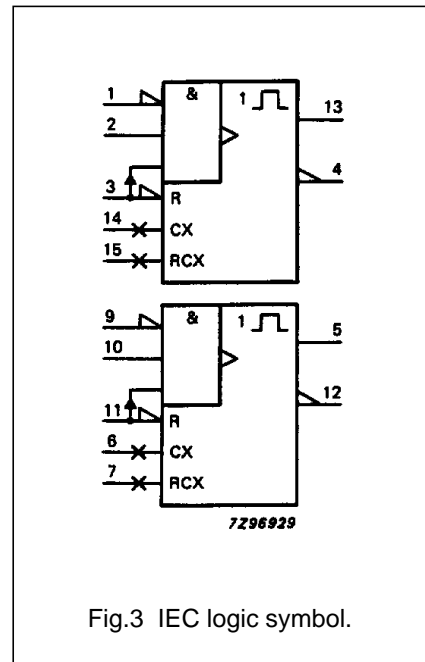 1 & 1 13
2
4
3 R
14 CX
15 RCX
9 & 1 5
10
12
11 R
6 CX
7 RCX
7Z96929
Fig.3 IEC logic symbol.